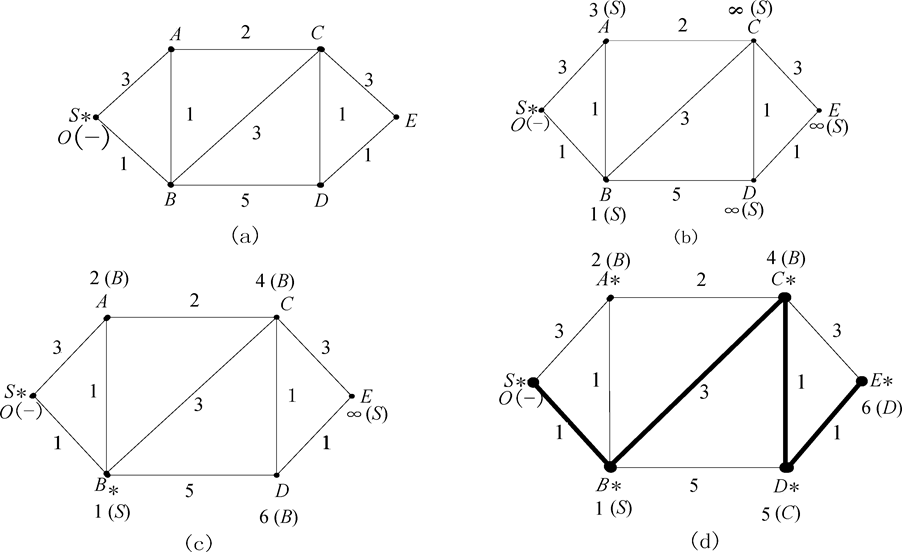 A 2 C
3 3
S* 1 1 E
O(−) 3
1 1
B 5 D
(a)
3 (S) ∞ (S)
A 2 C
3 3
S* 1 1 E
O(−) 3 ∞(S)
1 1
B 5 D
1 (S) ∞(S)
(b)
2 (B) 4 (B)
A 2 C
3 3
S* 1 1 E
O(−) 3 ∞(S)
1 1
B* 5 D
1 (S) 6 (B)
(c)
2 (B) 4 (B)
A* 2 C*
3 3
S* 1 1 E*
O(−) 3 6 (D)
1 1
B* 5 D*
1 (S) 5 (C)
(d)